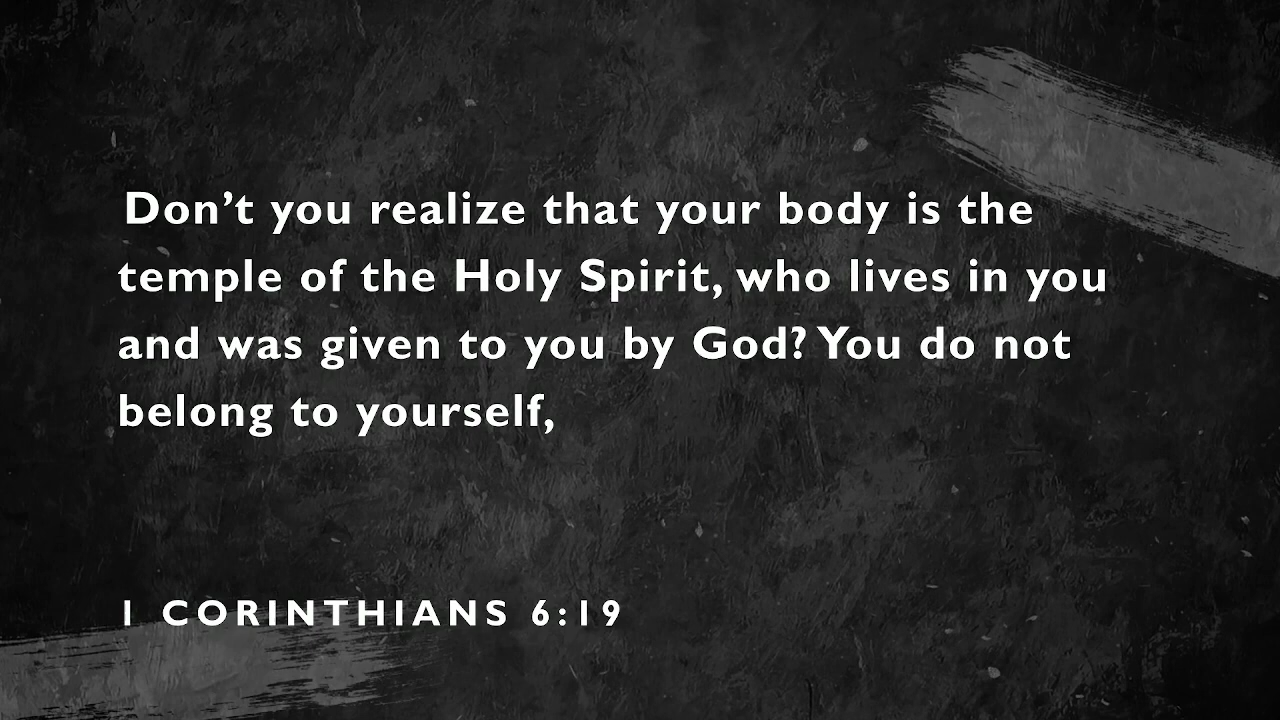 Don’t you realize that your body is the
temple of the Holy Spirit, who lives in you
and was given to you by God? You do not
belong to yourself,
1 CORINTHIANS 6:19